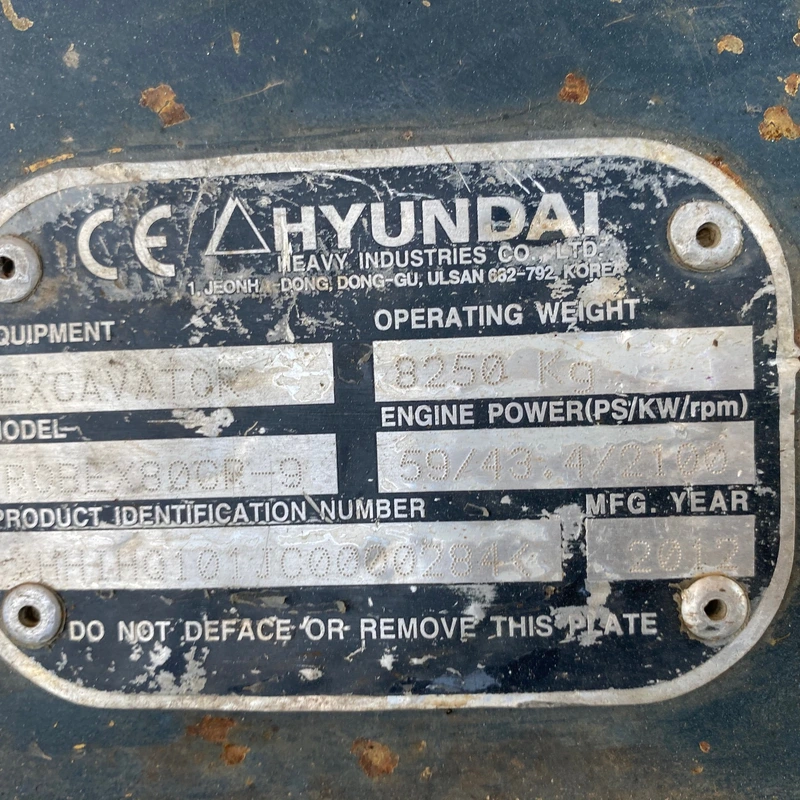 CE HYUNDAI
HEAVY INDUSTRIES CO., LTD.
1, JEONHA-DONG, DONG-GU, ULSAN 682-792, KOREA
QUIPMENT
OPERATING WEIGHT
EXCAVATOR
8250 Kg
MODEL
ENGINE POWER(PS/KW/rpm)
59/43.4/2100
PRODUCT IDENTIFICATION NUMBER
MFG. YEAR
2012
DO NOT DEFACE OR REMOVE THIS PLATE